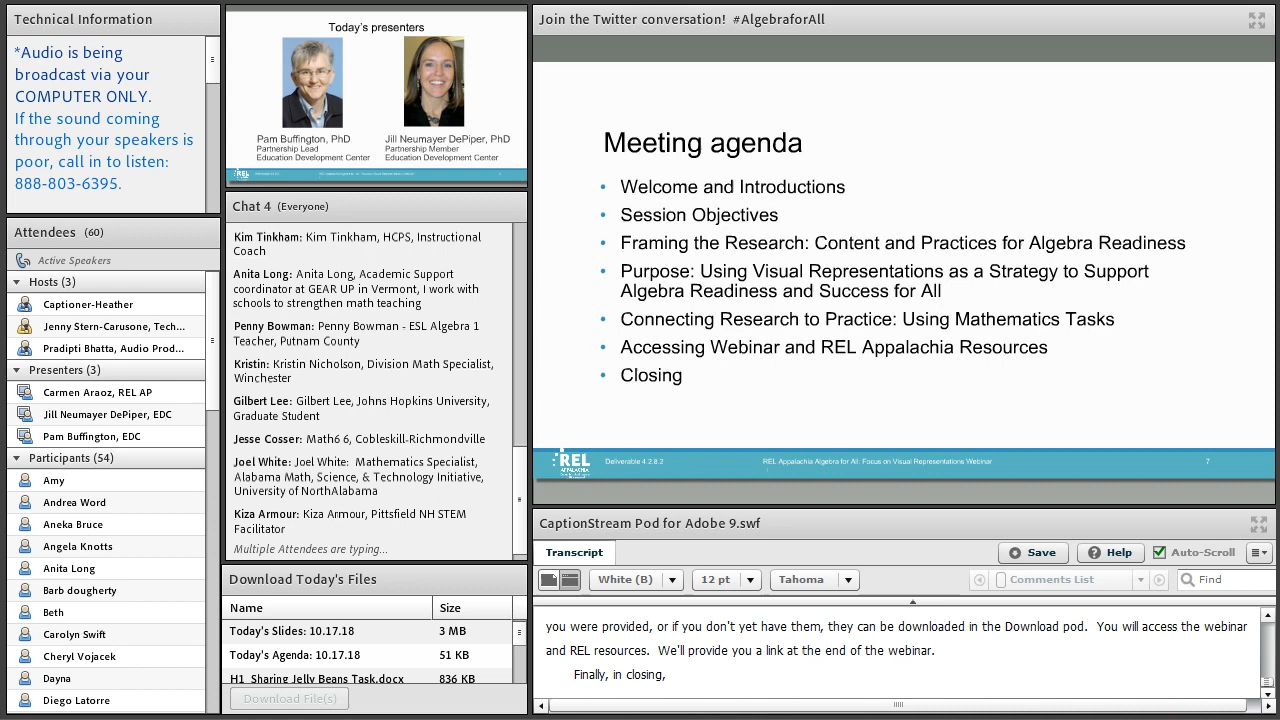 Technical Information
*Audio is being
broadcast via your
COMPUTER ONLY.
If the sound coming
through your speakers is
poor, call in to listen:
888-803-6395.
Attendees (60)
Active Speakers
Hosts (3)
Captioner-Heather
Jenny Stern-Carusone, Tech...
Pradipti Bhatta, Audio Prod...
Presenters (3)
Carmen Araoz, REL AP
Jill Neumayer DePiper, EDC
Pam Buffington, EDC
Participants (54)
Amy
Andrea Word
Aneka Bruce
Angela Knotts
Anita Long
Barb dougherty
Beth
Carolyn Swift
Cheryl Vojacek
Dayna
Diego Latorre
Today's presenters
Pam Buffington, PhD
Partnership Lead
Education Development Center
Jill Neumayer DePiper, PhD
Partnership Member
Education Development Center
REL
Chat 4 (Everyone)
Kim Tinkham: Kim Tinkham, HCPS, Instructional
Coach
Anita Long: Anita Long, Academic Support
coordinator at GEAR UP in Vermont, I work with
schools to strengthen math teaching
Penny Bowman: Penny Bowman - ESL Algebra 1
Teacher, Putnam County
Kristin: Kristin Nicholson, Division Math Specialist,
Winchester
Gilbert Lee: Gilbert Lee, Johns Hopkins University,
Graduate Student
Jesse Cosser: Math6 6, Cobleskill-Richmondville
Joel White: Joel White: Mathematics Specialist,
Alabama Math, Science, & Technology Initiative,
University of NorthAlabama
Kiza Armour: Kiza Armour, Pittsfield NH STEM
Facilitator
Multiple Attendees are typing...
Download Today's Files
Name Size
Today's Slides: 10.17.18 3 MB
Today's Agenda: 10.17.18 51 KB
H1_Sharing Jelly Beans Task.docx 836 KB
Download File(s)
Join the Twitter conversation! #AlgebraforAll
Meeting agenda
• Welcome and Introductions
• Session Objectives
• Framing the Research: Content and Practices for Algebra Readiness
• Purpose: Using Visual Representations as a Strategy to Support
Algebra Readiness and Success for All
• Connecting Research to Practice: Using Mathematics Tasks
• Accessing Webinar and REL Appalachia Resources
• Closing
REL
APPALACHIA
Deliverable 4.2.8.2 REL Appalachia Algebra for All: Focus on Visual Representations Webinar 7
CaptionStream Pod for Adobe 9.swf
Transcript Save Help Auto-Scroll
White (B) 12 pt Tahoma Comments List Find
you were provided, or if you don't yet have them, they can be downloaded in the Download pod. You will access the webinar
and REL resources. We'll provide you a link at the end of the webinar.
Finally, in closing,